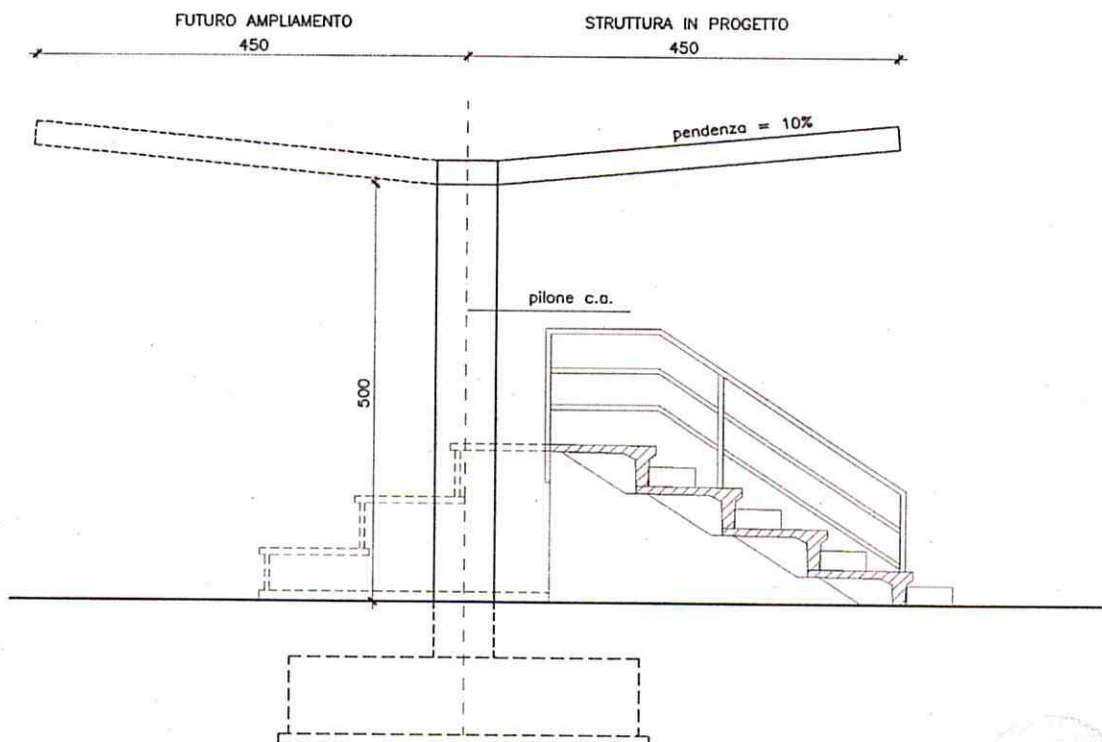 FUTURO AMPLIAMENTO
450
STRUTTURA IN PROGETTO
450
pendenza = 10%
pilone c.a.
500